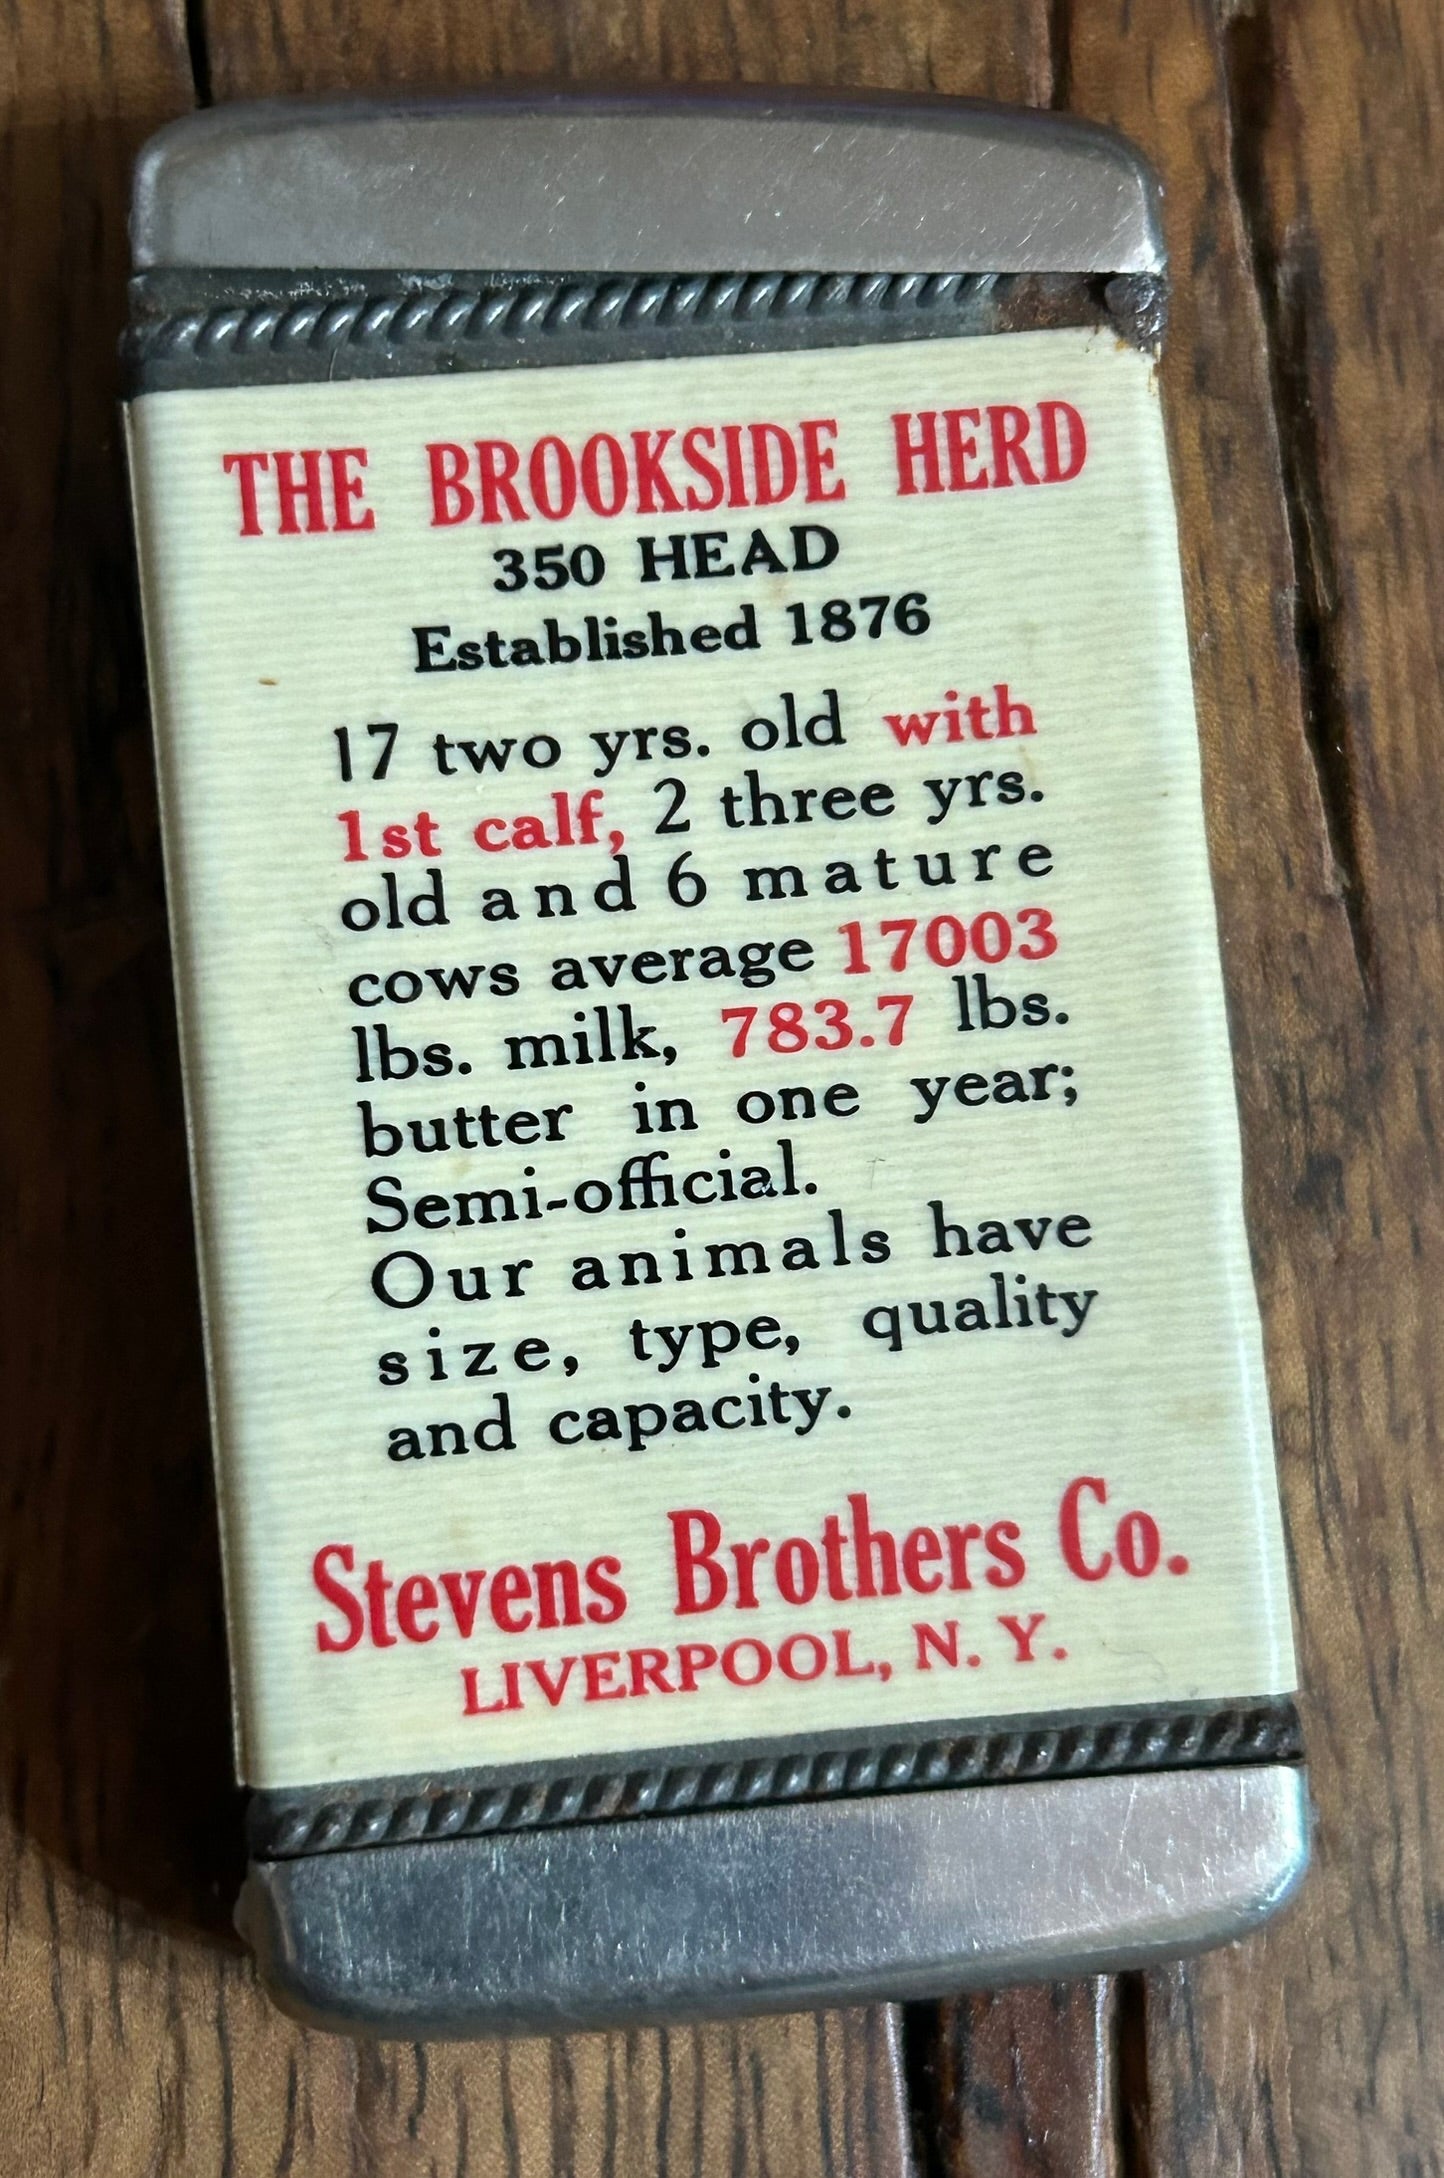 THE BROOKSIDE HERD
350 HEAD
Established 1876
17 two yrs. old with
1st calf, 2 three yrs.
old and 6 mature
cows average 17003
lbs. milk, 783.7 lbs.
butter in one year;
Semi-official.
Our animals have
size, type, quality
and capacity.
Stevens Brothers Co.
LIVERPOOL, N. Y.